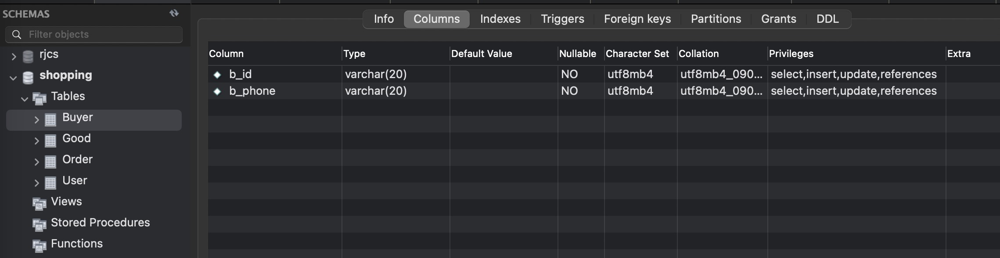 SCHEMAS
Filter objects
rjcs
shopping
Tables
Buyer
Good
Order
User
Views
Stored Procedures
Functions
Info Columns Indexes Triggers Foreign keys Partitions Grants DDL
Column Type Default Value Nullable Character Set Collation Privileges Extra
b_id varchar(20) NO utf8mb4 utf8mb4_090... select,insert,update,references
b_phone varchar(20) NO utf8mb4 utf8mb4_090... select,insert,update,references